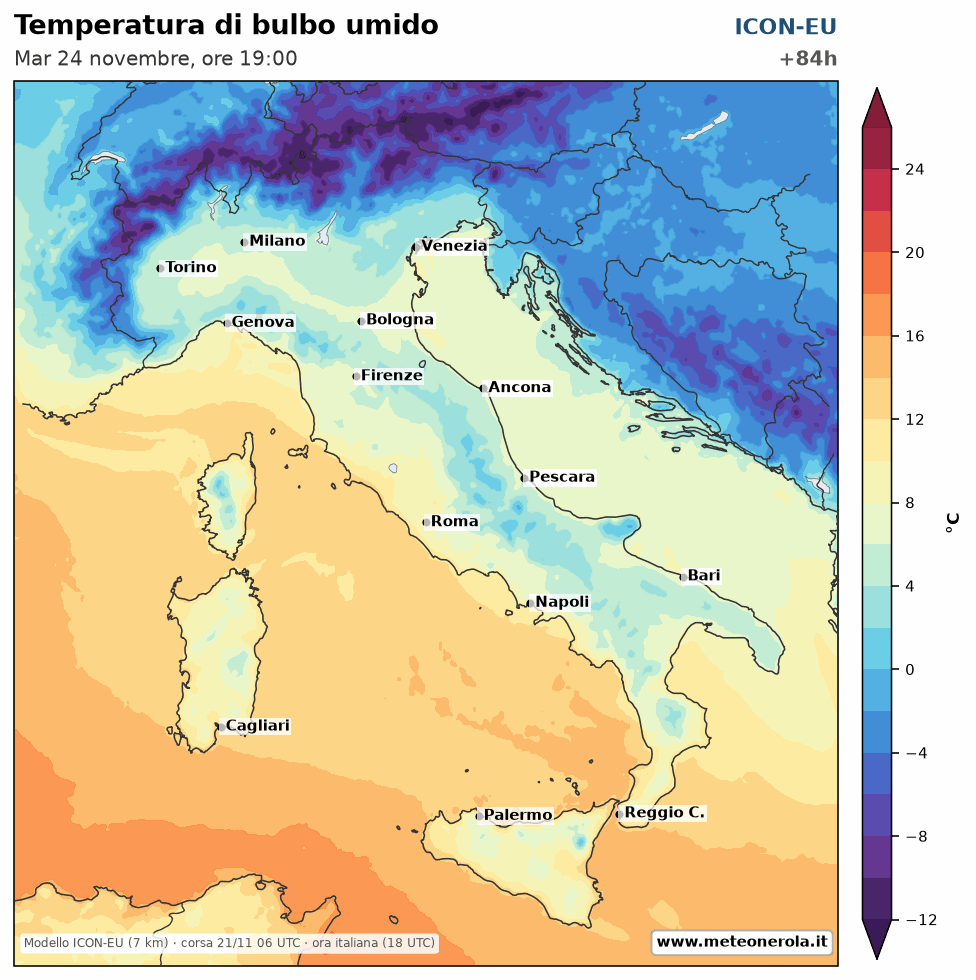 Temperatura di bulbo umido
ICON-EU
Mar 24 novembre, ore 19:00
+84h
Milano
Venezia
Torino
Genova
Bologna
Firenze
Ancona
Pescara
Roma
Bari
Napoli
Cagliari
Palermo
Reggio C.
24
20
16
12
8
4
0
−4
−8
−12
°C
Modello ICON-EU (7 km) · corsa 21/11 06 UTC · ora italiana (18 UTC)
www.meteonerola.it